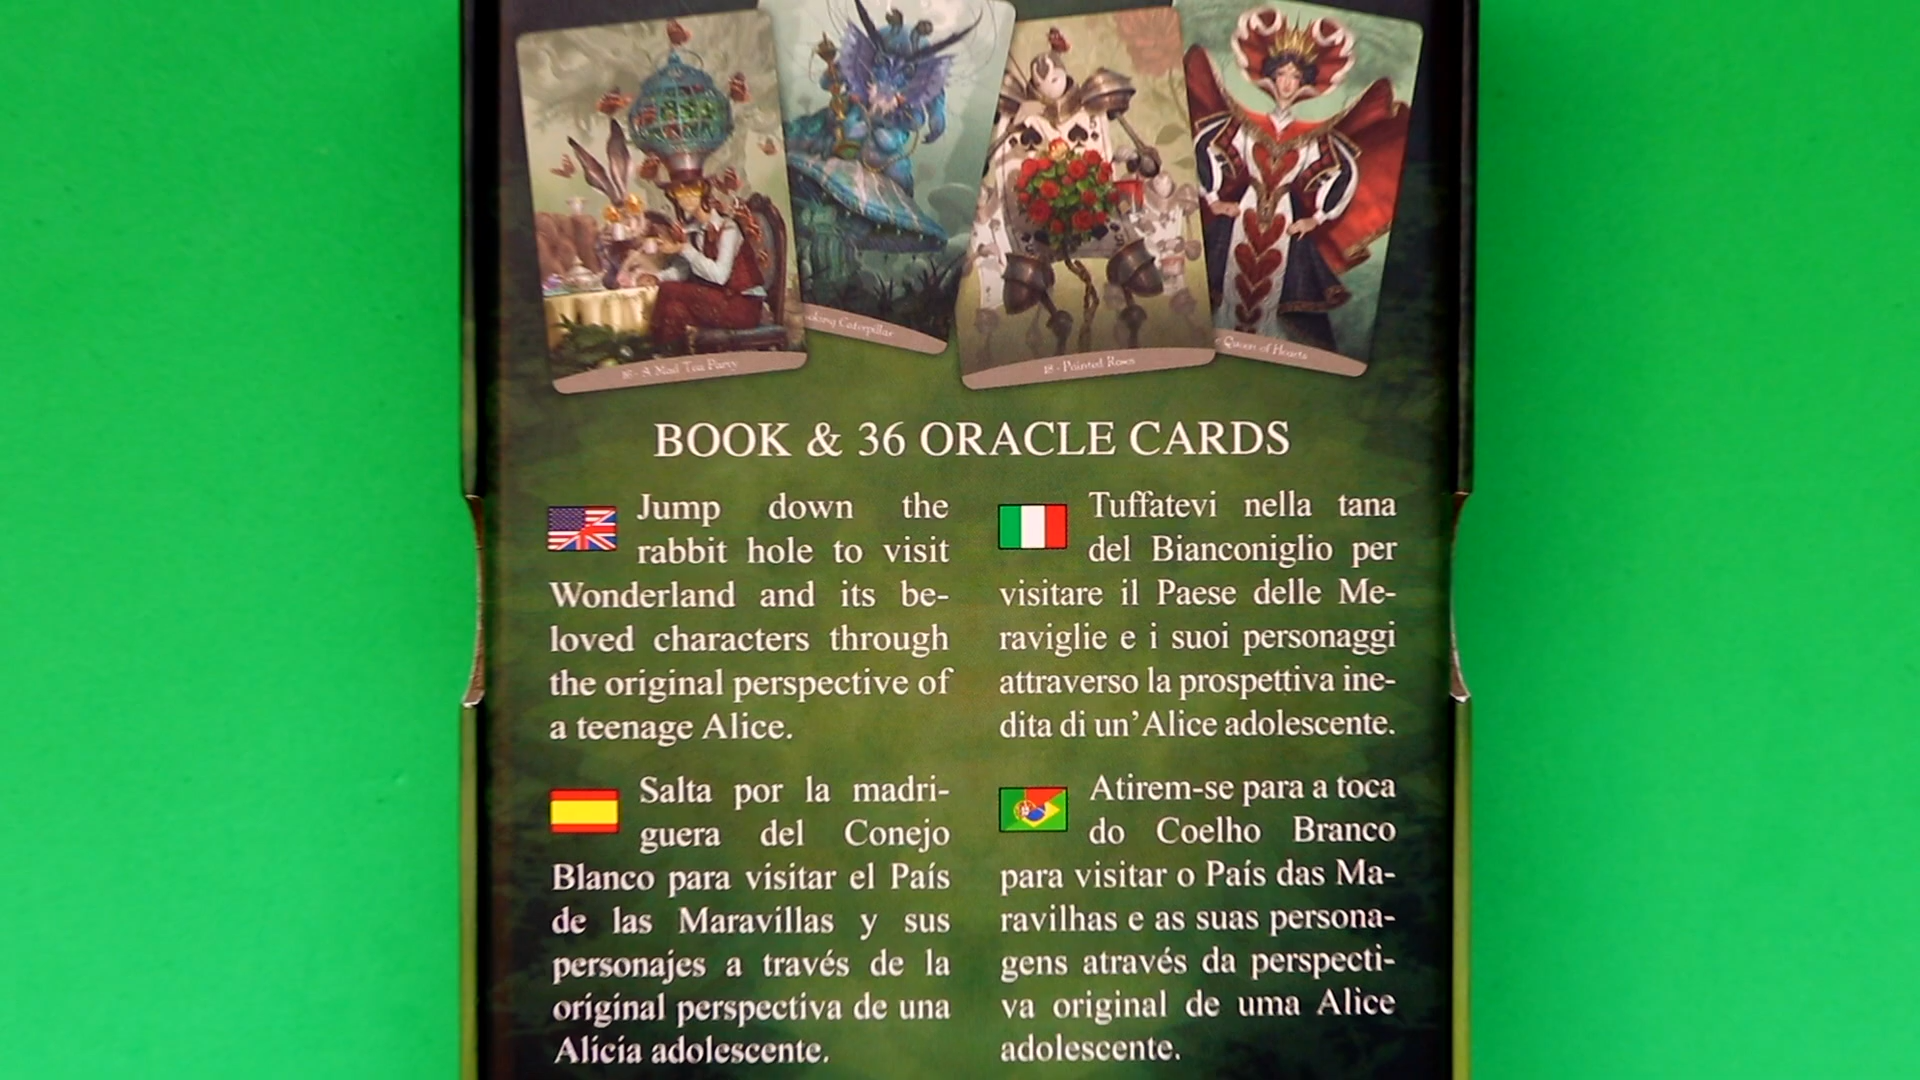 16 - A Mad Tea Party
Caterpillar
18 - Painted Roses
Queen of Hearts
BOOK & 36 ORACLE CARDS
Jump down the
rabbit hole to visit
Wonderland and its be-
loved characters through
the original perspective of
a teenage Alice.
Tuffatevi nella tana
del Bianconiglio per
visitare il Paese delle Me-
raviglie e i suoi personaggi
attraverso la prospettiva ine-
dita di un'Alice adolescente.
Salta por la madri-
guera del Conejo
Blanco para visitar el País
de las Maravillas y sus
personajes a través de la
original perspectiva de una
Alicia adolescente.
Atirem-se para a toca
do Coelho Branco
para visitar o País das Ma-
ravilhas e as suas persona-
gens através da perspecti-
va original de uma Alice
adolescente.